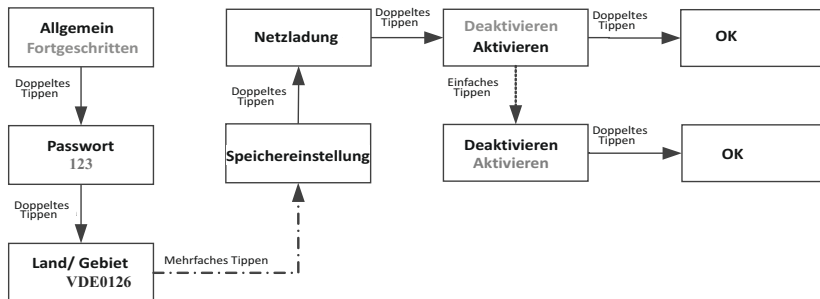 Allgemein
Fortgeschritten
Doppeltes
Tippen
Passwort
123
Doppeltes
Tippen
Land/ Gebiet
VDE0126
Mehrfaches Tippen
Speichereinstellung
Doppeltes
Tippen
Netzladung
Doppeltes
Tippen
Deaktivieren
Aktivieren
Doppeltes
Tippen
OK
Einfaches
Tippen
Deaktivieren
Aktivieren
Doppeltes
Tippen
OK